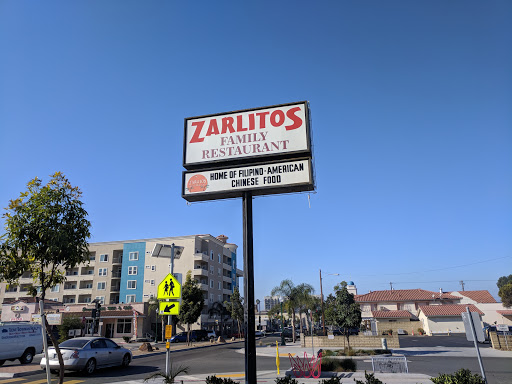 ZARLITOS
FAMILY
RESTAURANT
HOME OF FILIPINO-AMERICAN
CHINESE FOOD